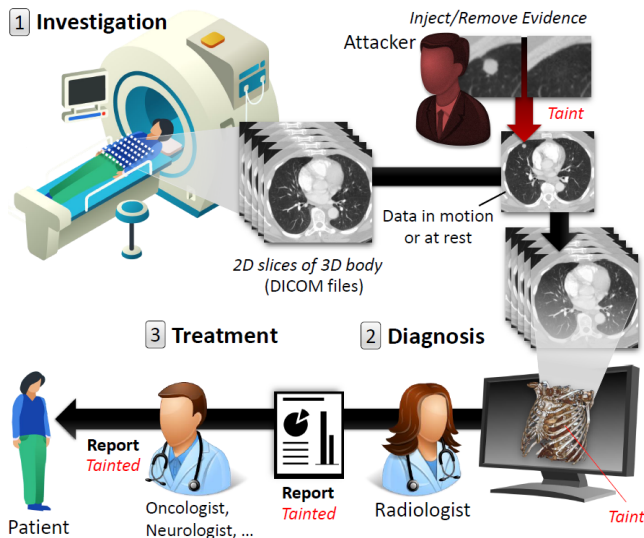 1 Investigation
Inject/Remove Evidence
Attacker
Taint
Data in motion
or at rest
2D slices of 3D body
(DICOM files)
3 Treatment
2 Diagnosis
Report
Tainted
Report
Tainted
Taint
Patient
Oncologist,
Neurologist, ...
Radiologist